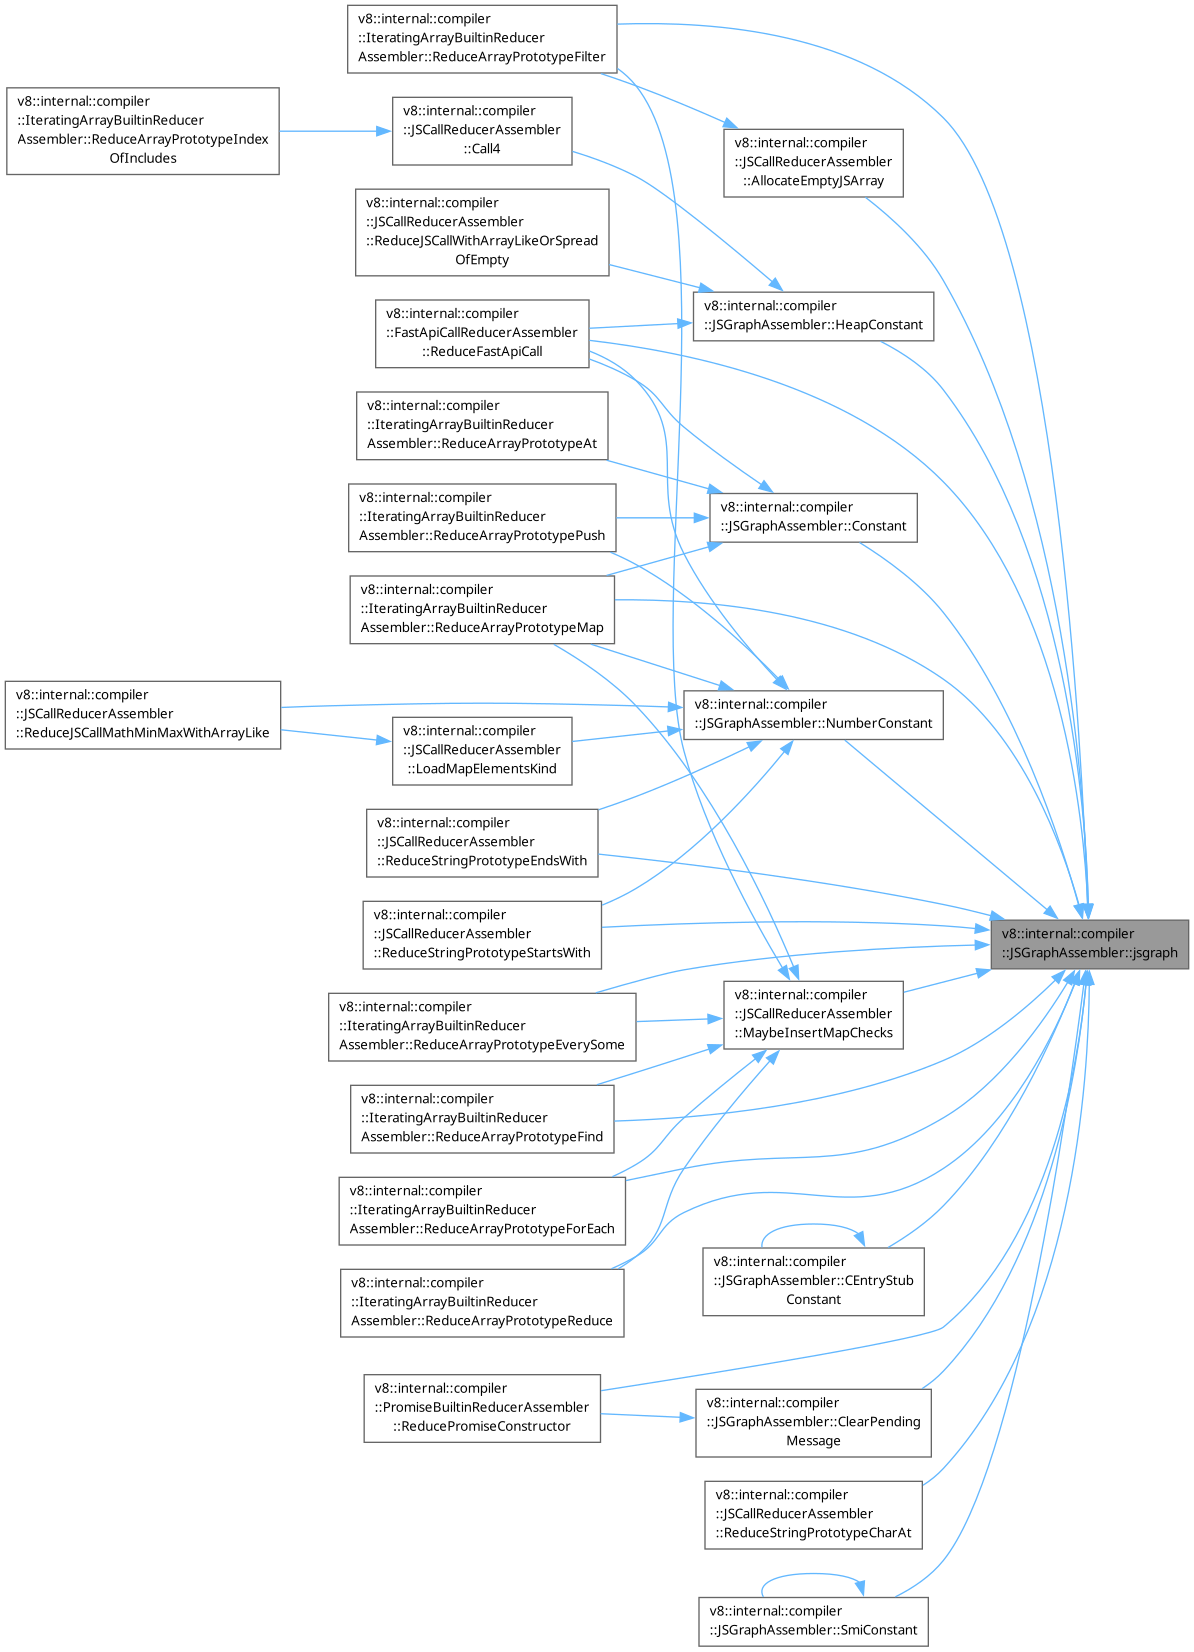 v8::internal::compiler
::IteratingArrayBuiltinReducer
Assembler::ReduceArrayPrototypeFilter
v8::internal::compiler
::IteratingArrayBuiltinReducer
Assembler::ReduceArrayPrototypeIndex
OfIncludes
v8::internal::compiler
::JSCallReducerAssembler
::Call4
v8::internal::compiler
::JSCallReducerAssembler
::AllocateEmptyJSArray
v8::internal::compiler
::JSCallReducerAssembler
::ReduceJSCallWithArrayLikeOrSpread
OfEmpty
v8::internal::compiler
::JSGraphAssembler::HeapConstant
v8::internal::compiler
::FastApiCallReducerAssembler
::ReduceFastApiCall
v8::internal::compiler
::IteratingArrayBuiltinReducer
Assembler::ReduceArrayPrototypeAt
v8::internal::compiler
::IteratingArrayBuiltinReducer
Assembler::ReduceArrayPrototypePush
v8::internal::compiler
::JSGraphAssembler::Constant
v8::internal::compiler
::IteratingArrayBuiltinReducer
Assembler::ReduceArrayPrototypeMap
v8::internal::compiler
::JSCallReducerAssembler
::ReduceJSCallMathMinMaxWithArrayLike
v8::internal::compiler
::JSCallReducerAssembler
::LoadMapElementsKind
v8::internal::compiler
::JSGraphAssembler::NumberConstant
v8::internal::compiler
::JSCallReducerAssembler
::ReduceStringPrototypeEndsWith
v8::internal::compiler
::JSCallReducerAssembler
::ReduceStringPrototypeStartsWith
v8::internal::compiler
::JSGraphAssembler::jsgraph
v8::internal::compiler
::IteratingArrayBuiltinReducer
Assembler::ReduceArrayPrototypeEverySome
v8::internal::compiler
::JSCallReducerAssembler
::MaybeInsertMapChecks
v8::internal::compiler
::IteratingArrayBuiltinReducer
Assembler::ReduceArrayPrototypeFind
v8::internal::compiler
::IteratingArrayBuiltinReducer
Assembler::ReduceArrayPrototypeForEach
v8::internal::compiler
::JSGraphAssembler::CEntryStub
Constant
v8::internal::compiler
::IteratingArrayBuiltinReducer
Assembler::ReduceArrayPrototypeReduce
v8::internal::compiler
::PromiseBuiltinReducerAssembler
::ReducePromiseConstructor
v8::internal::compiler
::JSGraphAssembler::ClearPending
Message
v8::internal::compiler
::JSCallReducerAssembler
::ReduceStringPrototypeCharAt
v8::internal::compiler
::JSGraphAssembler::SmiConstant